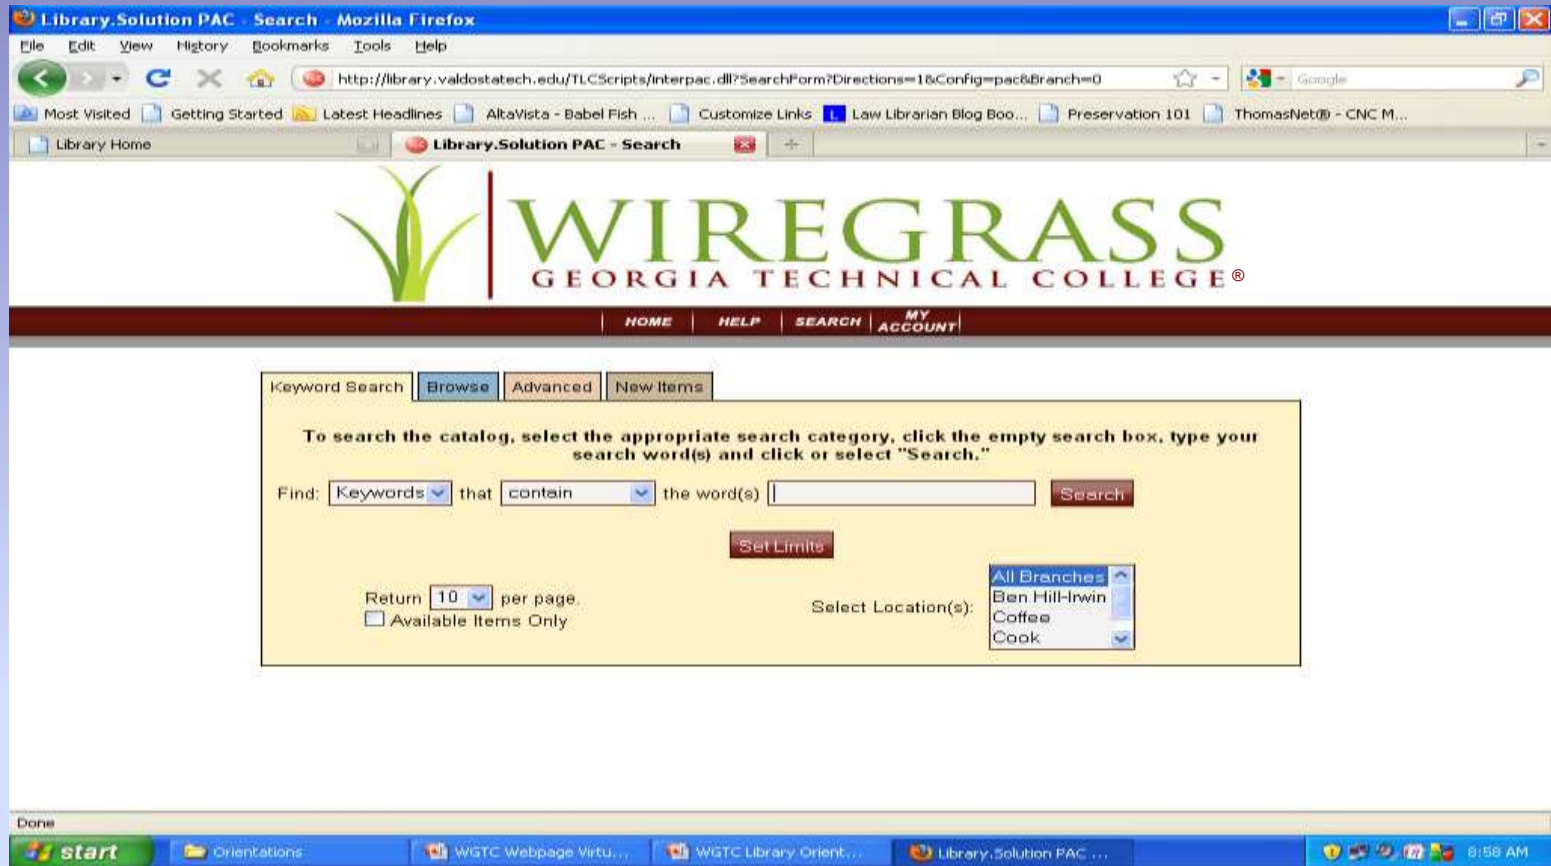 Library.Solution PAC - Search - Mozilla Firefox
File Edit View History Bookmarks Tools Help
http://library.valdostatech.edu/TLCScripts/interpac.dll?SearchForm?Directions=1&Config=pac&Branch=0 Google
Most Visited Getting Started Latest Headlines AltaVista - Babel Fish ... Customize Links L Law Librarian Blog Boo... Preservation 101 ThomasNet® - CNC M...
Library Home Library.Solution PAC - Search
WIREGRASS
GEORGIA TECHNICAL COLLEGE®
HOME HELP SEARCH MY ACCOUNT
Keyword Search Browse Advanced New Items
To search the catalog, select the appropriate search category, click the empty search box, type your
search word(s) and click or select "Search."
Find: Keywords that contain the word(s) Search
Set Limits
Return 10 per page.
Available Items Only
Select Location(s):
All Branches
Ben Hill-Irwin
Coffee
Cook
Done
start Orientations WGTC Webpage Virtu... WGTC Library Orient... Library.Solution PAC ... 8:58 AM